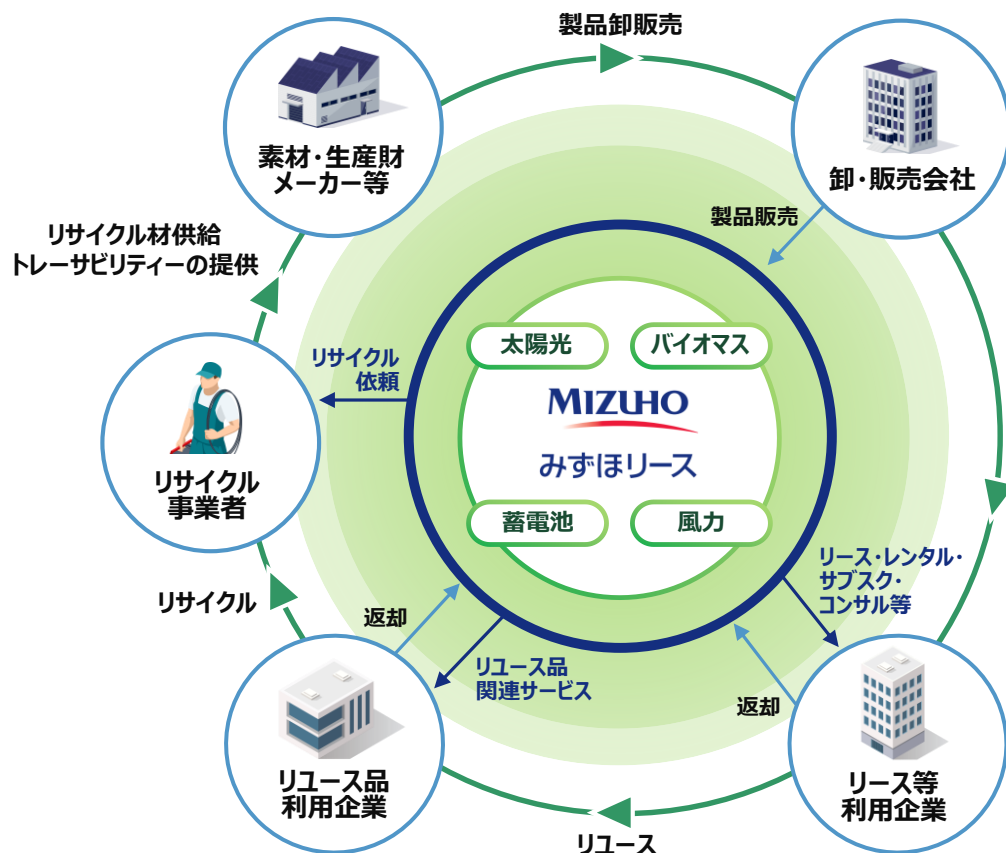 製品卸販売
素材・生産財
メーカー等
卸・販売会社
製品販売
リサイクル材供給
トレーサビリティーの提供
太陽光
バイオマス
リサイクル
依頼
MIZUHO
みずほリース
リサイクル
事業者
蓄電池
風力
リース・レンタル・
サブスク・
コンサル等
リサイクル
返却
リユース品
関連サービス
返却
リユース品
利用企業
リース等
利用企業
リユース